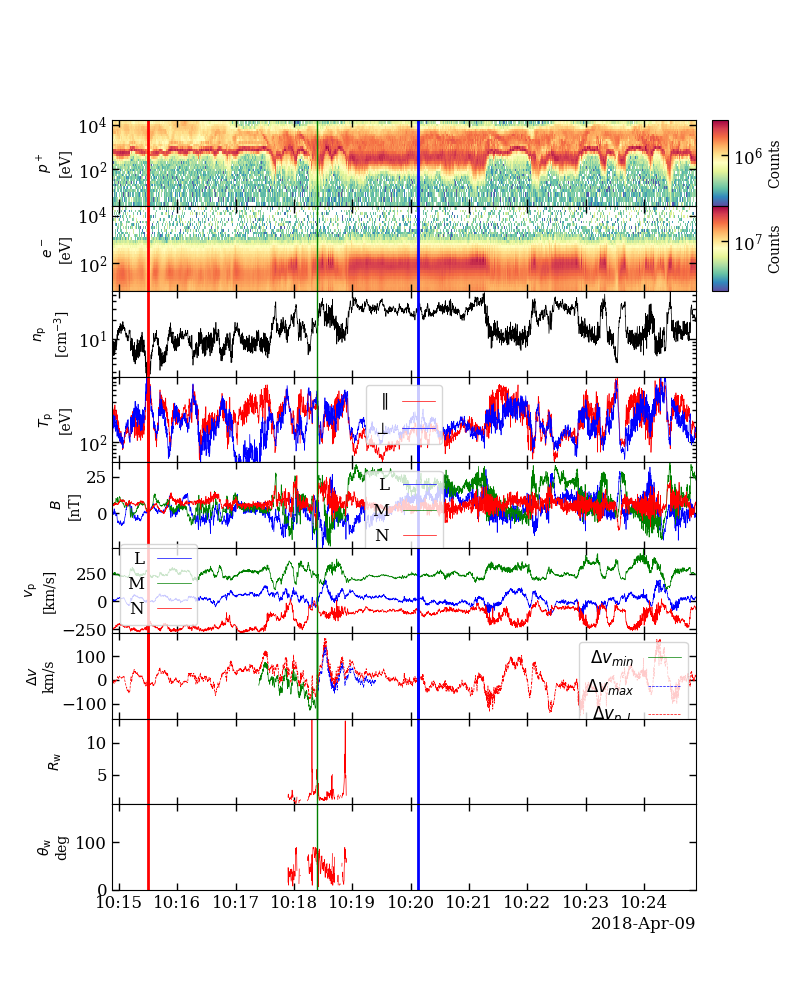 10⁴
10²
p⁺
[eV]
10⁶
Counts
10⁴
10²
e⁻
[eV]
10⁷
Counts
10¹
nₚ
[cm⁻³]
10²
Tₚ
[eV]
∥
⊥
25
0
B
[nT]
L
M
N
250
0
−250
vₚ
[km/s]
L
M
N
100
0
−100
Δv
km/s
Δv_min
Δv_max
10
5
R_w
100
0
θ_w
deg
10:15 10:16 10:17 10:18 10:19 10:20 10:21 10:22 10:23 10:24
2018-Apr-09